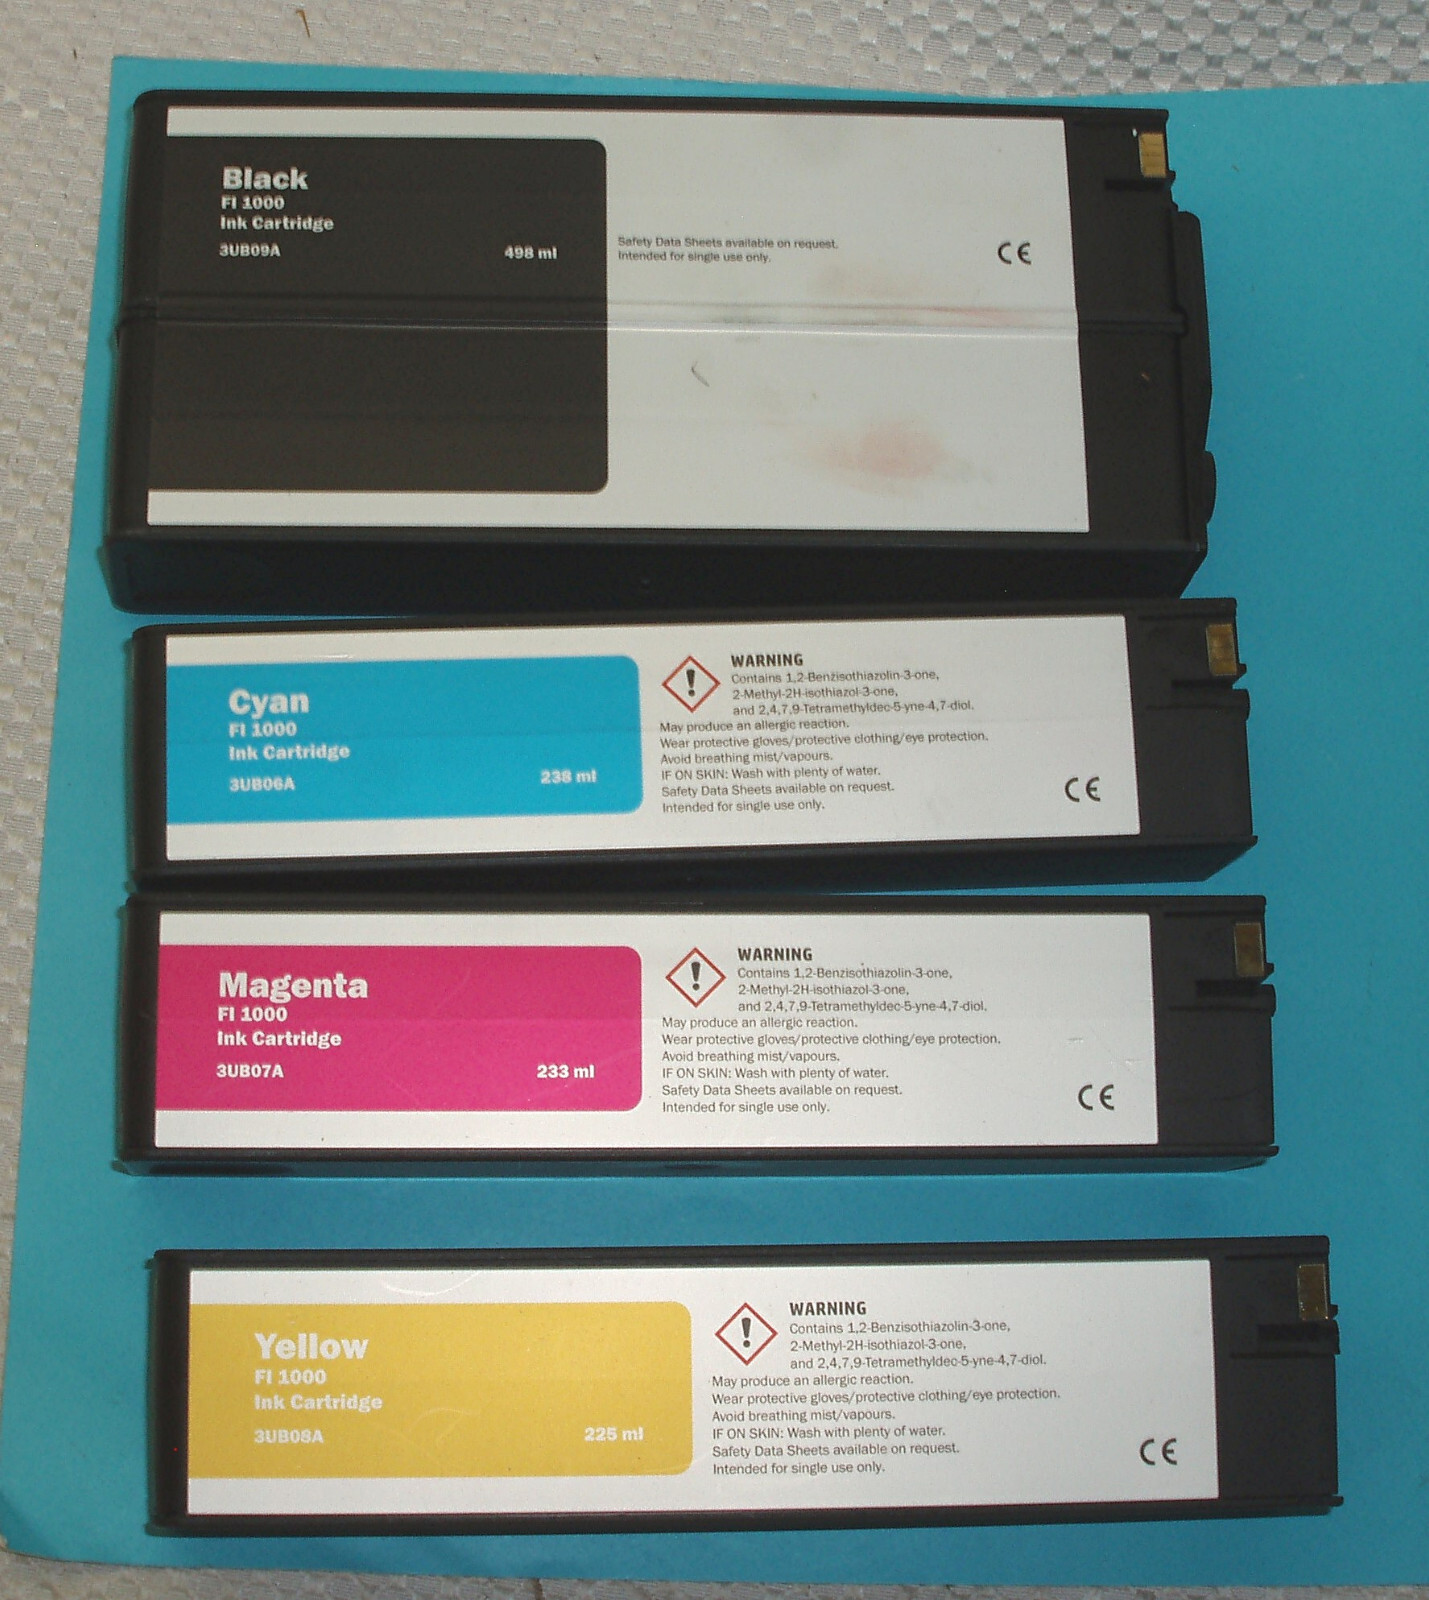 Black
FI 1000
Ink Cartridge
3UB09A
498 ml
Safety Data Sheets available on request.
Intended for single use only.
CE
Cyan
FI 1000
Ink Cartridge
3UB06A
238 ml
WARNING
Contains 1,2-Benzisothiazolin-3-one,
2-Methyl-2H-isothiazol-3-one,
and 2,4,7,9-Tetramethyldec-5-yne-4,7-diol.
May produce an allergic reaction.
Wear protective gloves/protective clothing/eye protection.
Avoid breathing mist/vapours.
IF ON SKIN: Wash with plenty of water.
Safety Data Sheets available on request.
Intended for single use only.
CE
Magenta
FI 1000
Ink Cartridge
3UB07A
233 ml
WARNING
Contains 1,2-Benzisothiazolin-3-one,
2-Methyl-2H-isothiazol-3-one,
and 2,4,7,9-Tetramethyldec-5-yne-4,7-diol.
May produce an allergic reaction.
Wear protective gloves/protective clothing/eye protection.
Avoid breathing mist/vapours.
IF ON SKIN: Wash with plenty of water.
Safety Data Sheets available on request.
Intended for single use only.
CE
Yellow
FI 1000
Ink Cartridge
3UB08A
225 ml
WARNING
Contains 1,2-Benzisothiazolin-3-one,
2-Methyl-2H-isothiazol-3-one,
and 2,4,7,9-Tetramethyldec-5-yne-4,7-diol.
May produce an allergic reaction.
Wear protective gloves/protective clothing/eye protection.
Avoid breathing mist/vapours.
IF ON SKIN: Wash with plenty of water.
Safety Data Sheets available on request.
Intended for single use only.
CE